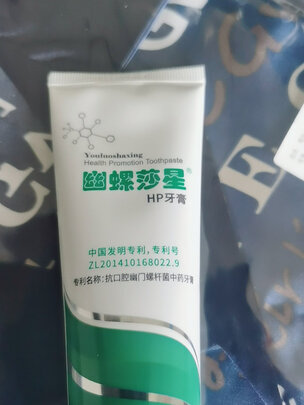 Youluoshaxing
Health Promotion Toothpaste
幽螺莎星®
HP牙膏
中国发明专利，专利号
ZL201410168022.9
专利名称：抗口腔幽门螺杆菌中药牙膏